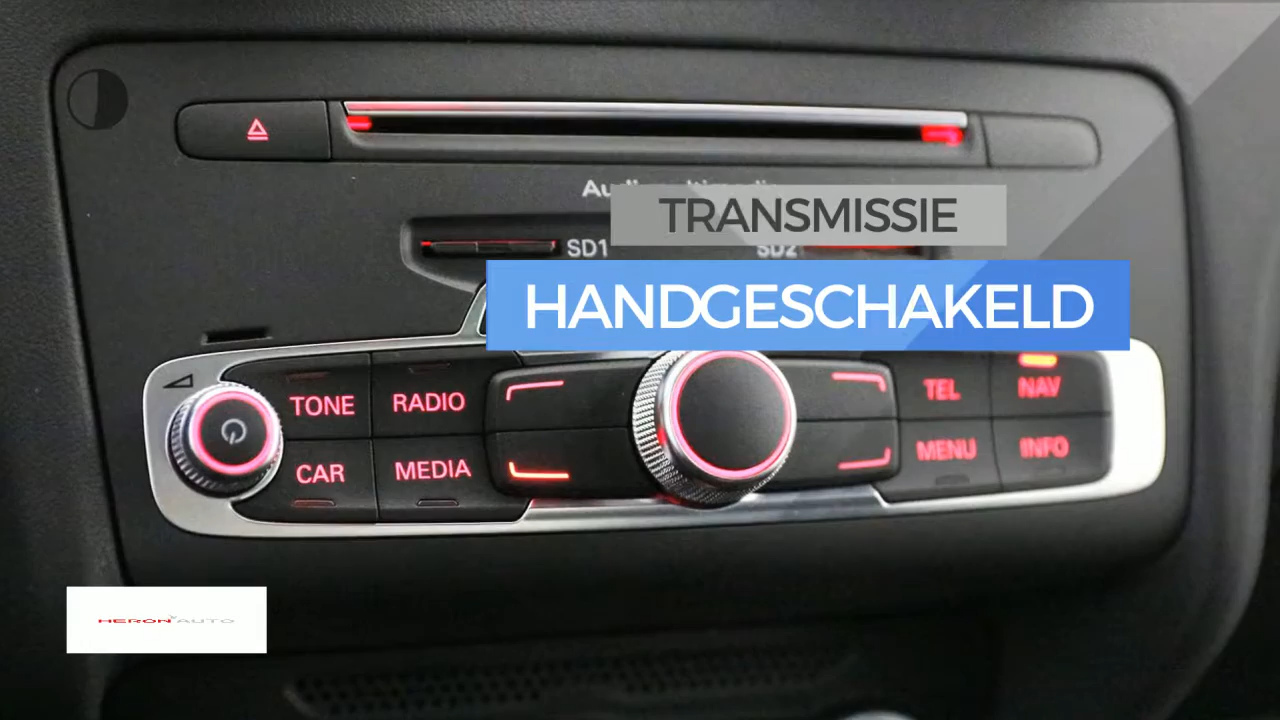 TRANSMISSIE
SD1
SD2
HANDGESCHAKELD
TONE
RADIO
TEL
NAV
CAR
MEDIA
MENU
INFO
HERON AUTO